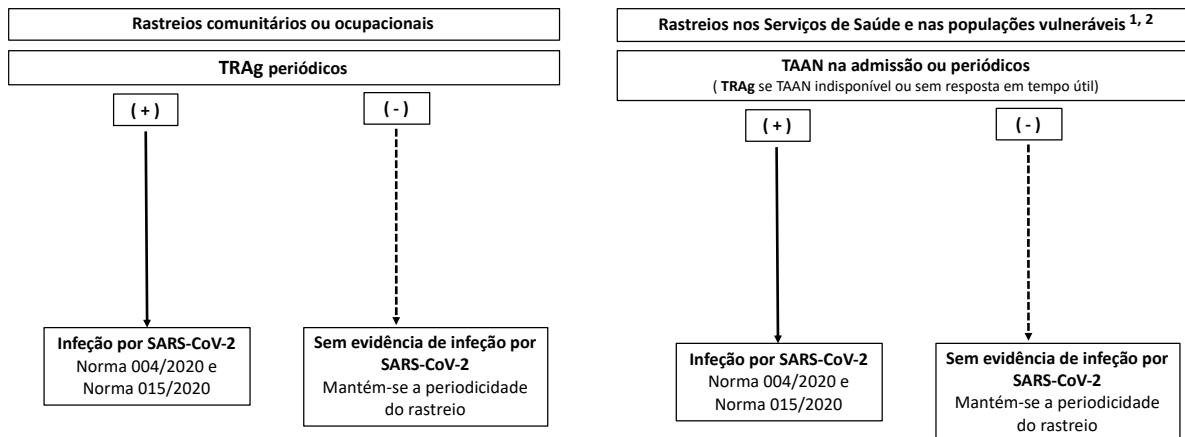 Rastreios comunitários ou ocupacionais
TRAg periódicos
( + )
( - )
Infeção por SARS-CoV-2
Norma 004/2020 e
Norma 015/2020
Sem evidência de infeção por
SARS-CoV-2
Mantém-se a periodicidade
do rastreio
Rastreios nos Serviços de Saúde e nas populações vulneráveis 1, 2
TAAN na admissão ou periódicos
( TRAg se TAAN indisponível ou sem resposta em tempo útil)
( + )
( - )
Infeção por SARS-CoV-2
Norma 004/2020 e
Norma 015/2020
Sem evidência de infeção por
SARS-CoV-2
Mantém-se a periodicidade
do rastreio